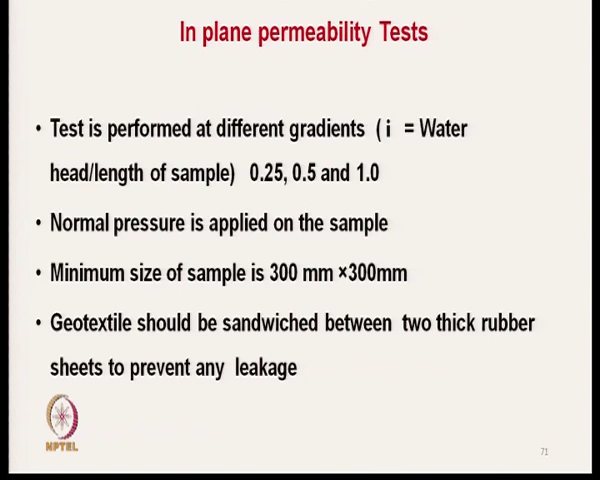 In plane permeability Tests
• Test is performed at different gradients ( i = Water
head/length of sample) 0.25, 0.5 and 1.0
• Normal pressure is applied on the sample
• Minimum size of sample is 300 mm ×300mm
• Geotextile should be sandwiched between two thick rubber
sheets to prevent any leakage
NPTEL
71